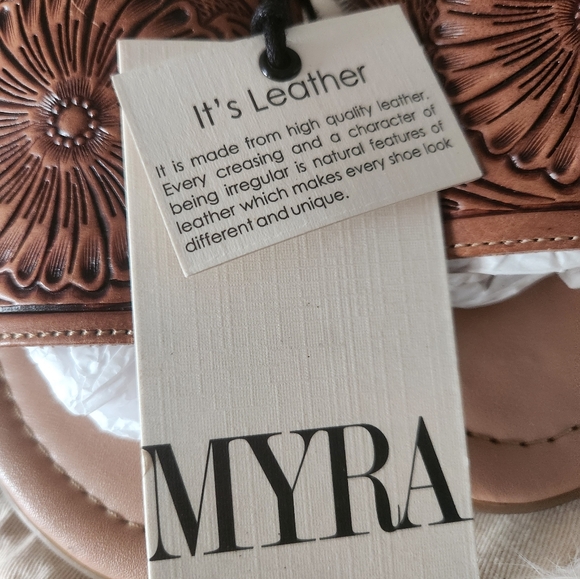 It's Leather
It is made from high quality leather.
Every creasing and a character of
being irregular is natural features of
leather which makes every shoe look
different and unique.
MYRA